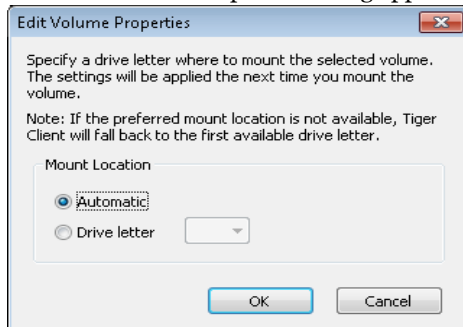 Edit Volume Properties
Specify a drive letter where to mount the selected volume.
The settings will be applied the next time you mount the
volume.
Note: If the preferred mount location is not available, Tiger
Client will fall back to the first available drive letter.
Mount Location
Automatic
Drive letter
OK Cancel